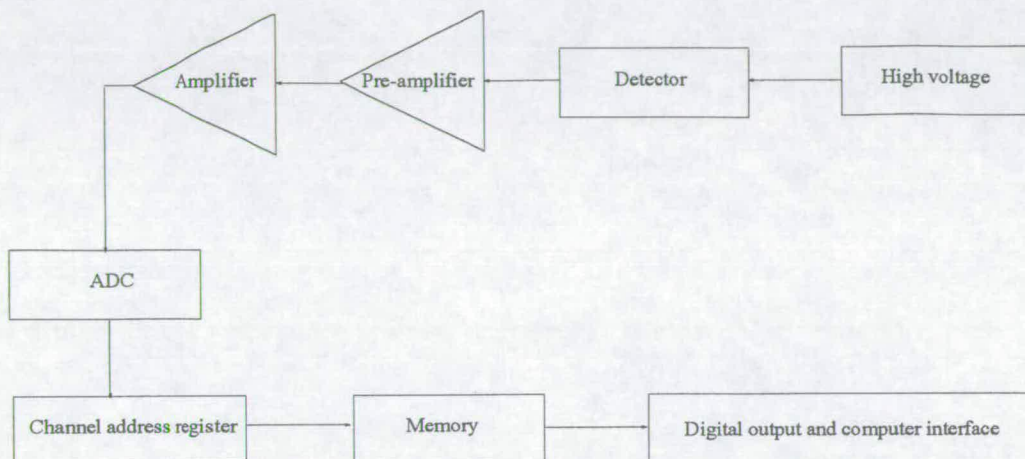 Amplifier
Pre-amplifier
Detector
High voltage
ADC
Channel address register
Memory
Digital output and computer interface